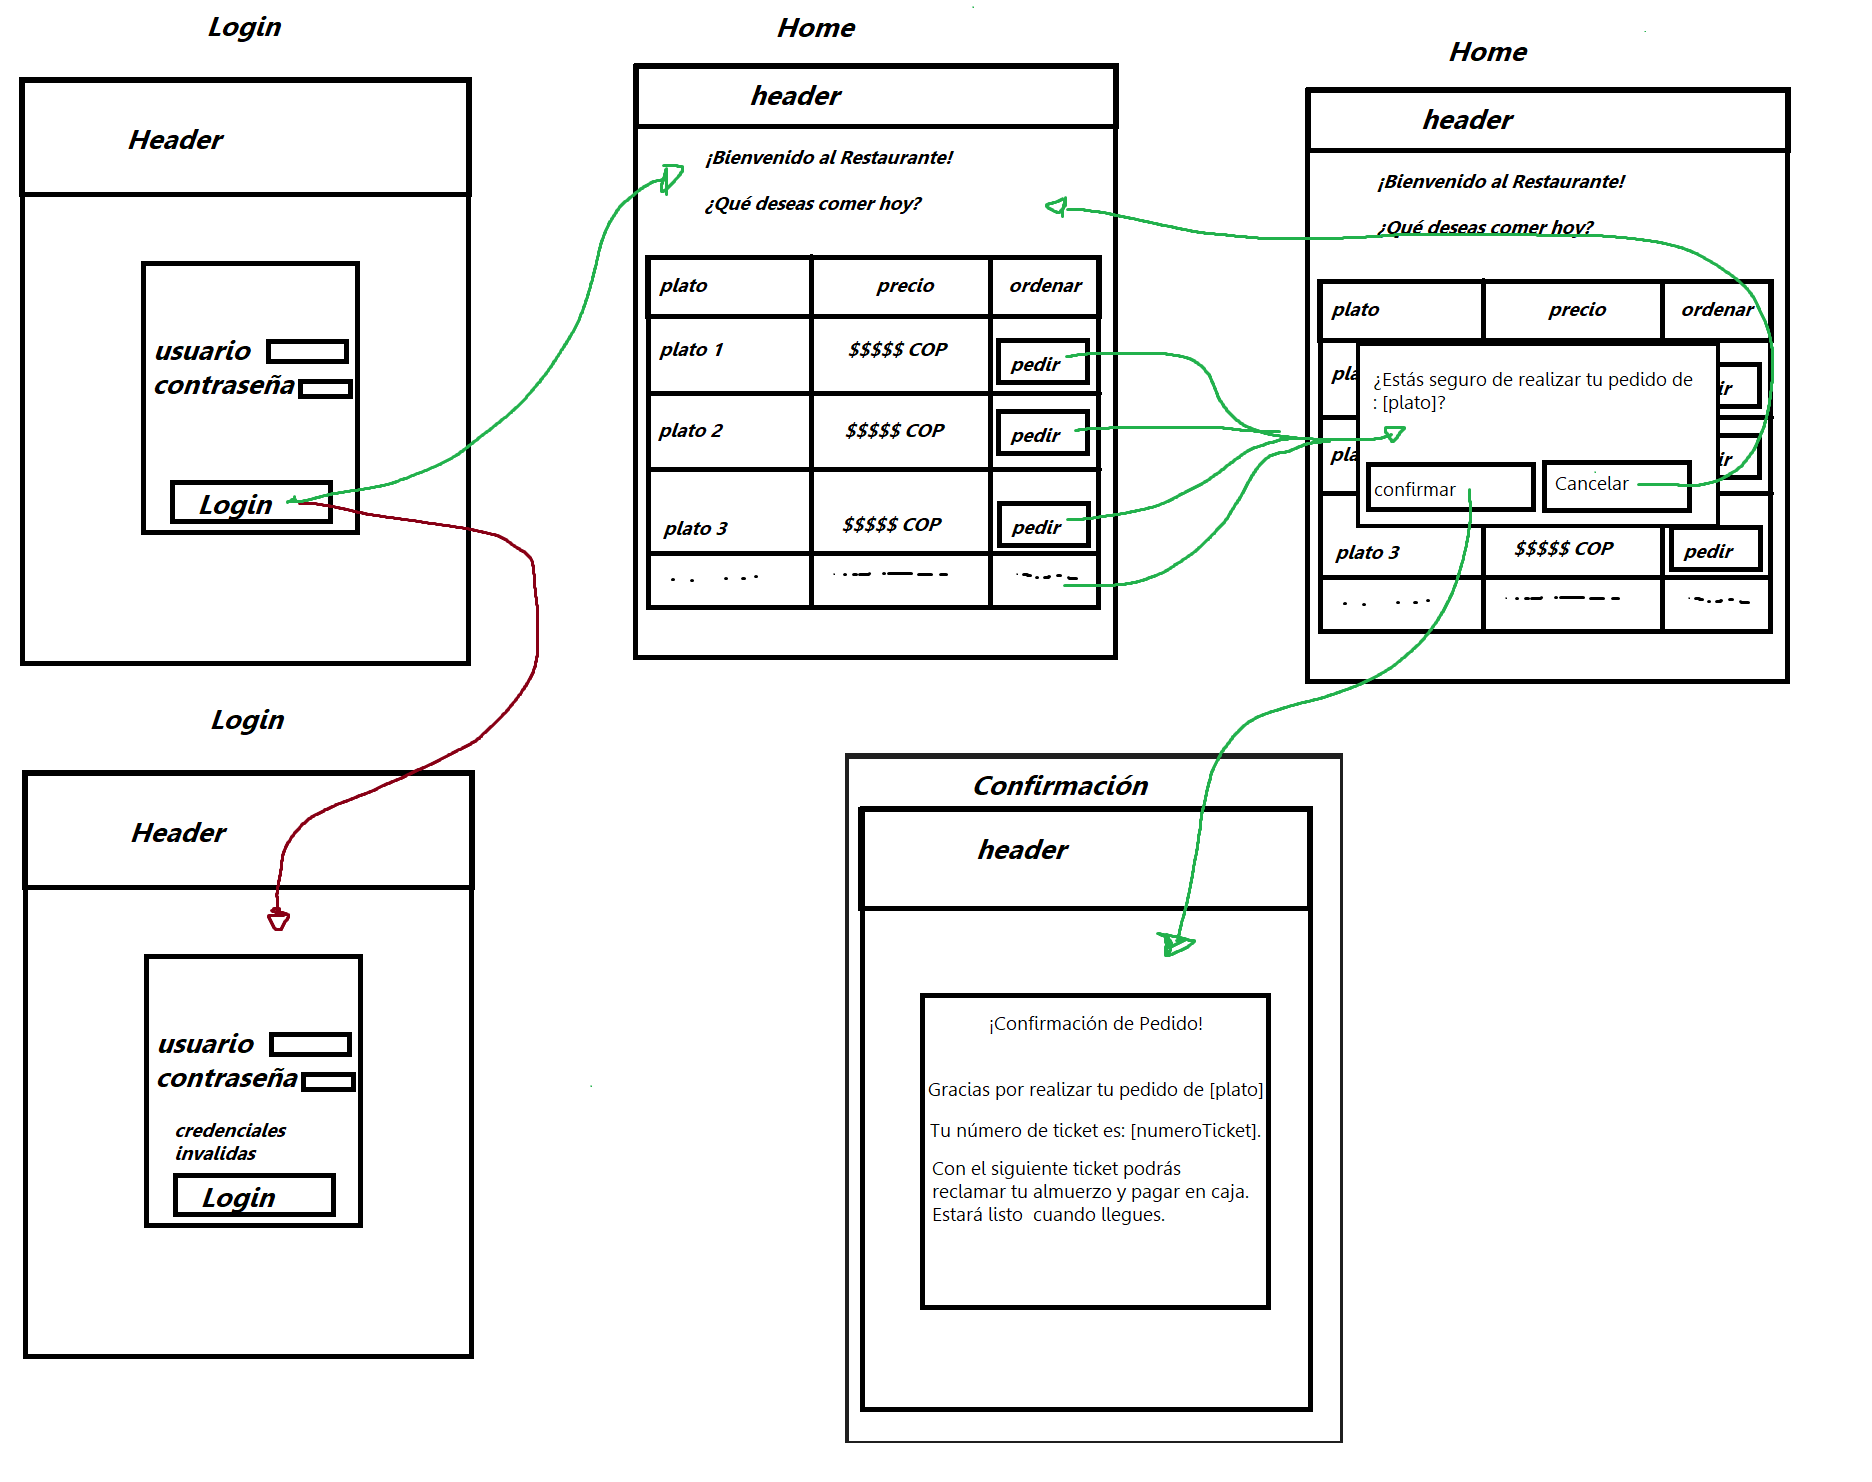 Login
Header
usuario
contraseña
Login
Home
header
¡Bienvenido al Restaurante!
¿Qué deseas comer hoy?
plato precio ordenar
plato 1 $$$$$ COP pedir
plato 2 $$$$$ COP pedir
plato 3 $$$$$ COP pedir
Home
header
¡Bienvenido al Restaurante!
¿Qué deseas comer hoy?
plato precio ordenar
pla ir
¿Estás seguro de realizar tu pedido de
: [plato]?
pla ir
confirmar Cancelar
plato 3 $$$$$ COP pedir
Login
Header
usuario
contraseña
credenciales
invalidas
Login
Confirmación
header
¡Confirmación de Pedido!
Gracias por realizar tu pedido de [plato]
Tu número de ticket es: [numeroTicket].
Con el siguiente ticket podrás
reclamar tu almuerzo y pagar en caja.
Estará listo  cuando llegues.